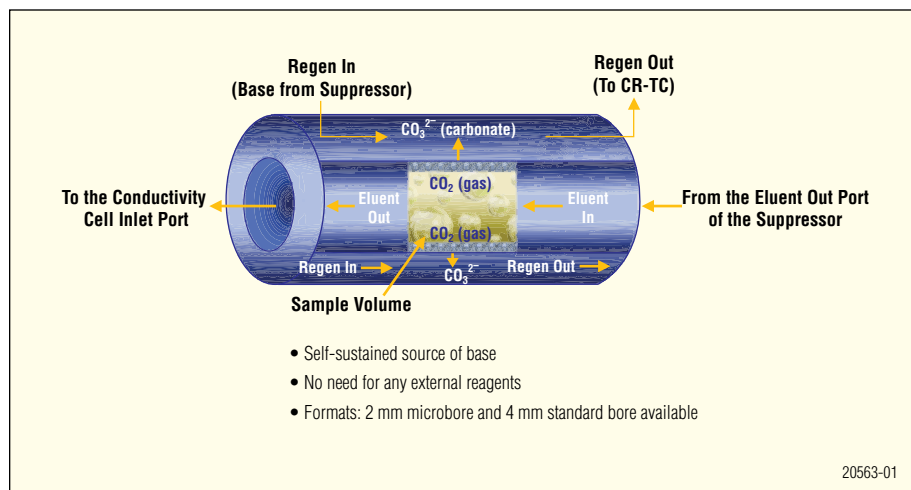 Regen In
(Base from Suppressor)
Regen Out
(To CR-TC)
CO₃²⁻ (carbonate)
CO₂ (gas)
To the Conductivity
Cell Inlet Port
Eluent
Out
Eluent
In
From the Eluent Out Port
of the Suppressor
CO₂ (gas)
Regen In
CO₃²⁻
Regen Out
Sample Volume
• Self-sustained source of base
• No need for any external reagents
• Formats: 2 mm microbore and 4 mm standard bore available
20563-01